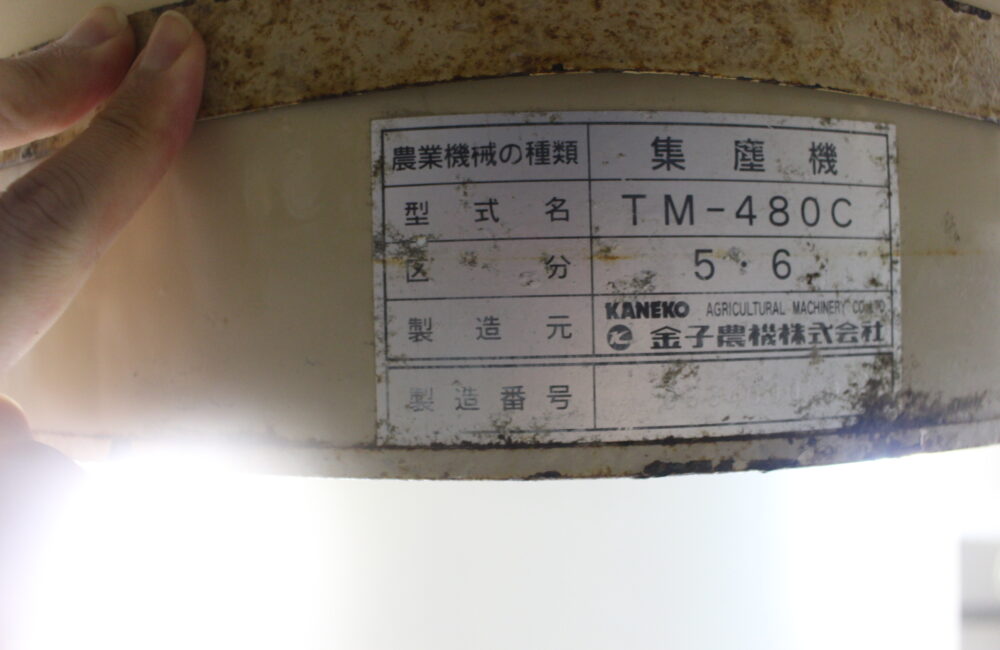 農業機械の種類 集塵機
型式名 TM-480C
区分 5・6
製造元 KANEKO AGRICULTURAL MACHINERY CO., LTD
金子農機株式会社
製造番号